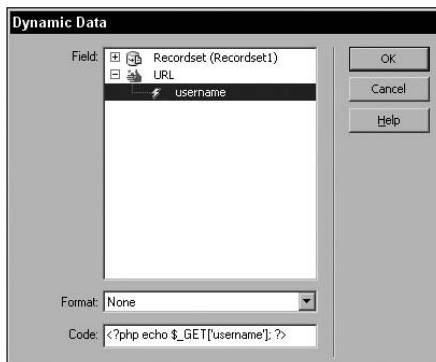 Dynamic Data
Field:
Recordset (Recordset1)
URL
username
OK
Cancel
Help
Format: None
Code: <?php echo $_GET['username']; ?>